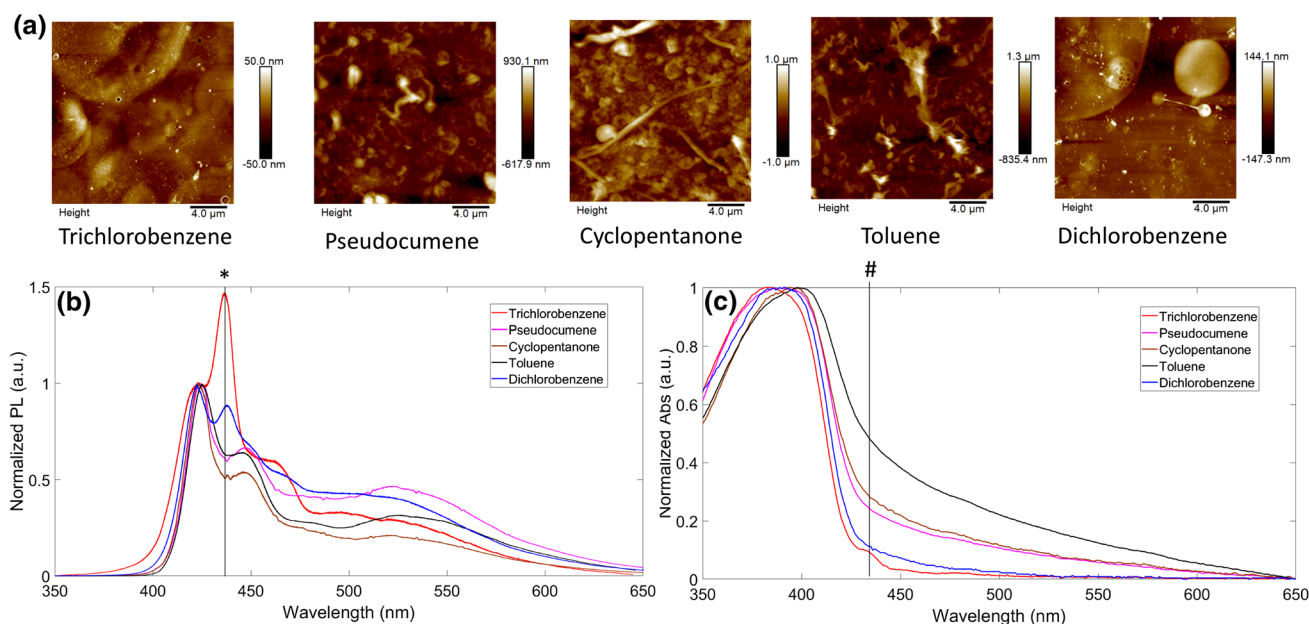 (a)
50.0 nm
-50.0 nm
Height
4.0 µm
Trichlorobenzene
930.1 nm
-617.9 nm
Height
4.0 µm
Pseudocumene
1.0 µm
-1.0 µm
Height
4.0 µm
Cyclopentanone
1.3 µm
-835.4 nm
Height
4.0 µm
Toluene
144.1 nm
-147.3 nm
Height
4.0 µm
Dichlorobenzene
(b)
*
1.5
1
0.5
0
Normalized PL (a.u.)
350
400
450
500
550
600
650
Wavelength (nm)
Trichlorobenzene
Pseudocumene
Cyclopentanone
Toluene
Dichlorobenzene
(c)
#
1
0.8
0.6
0.4
0.2
0
Normalized Abs (a.u.)
350
400
450
500
550
600
650
Wavelength (nm)
Trichlorobenzene
Pseudocumene
Cyclopentanone
Toluene
Dichlorobenzene